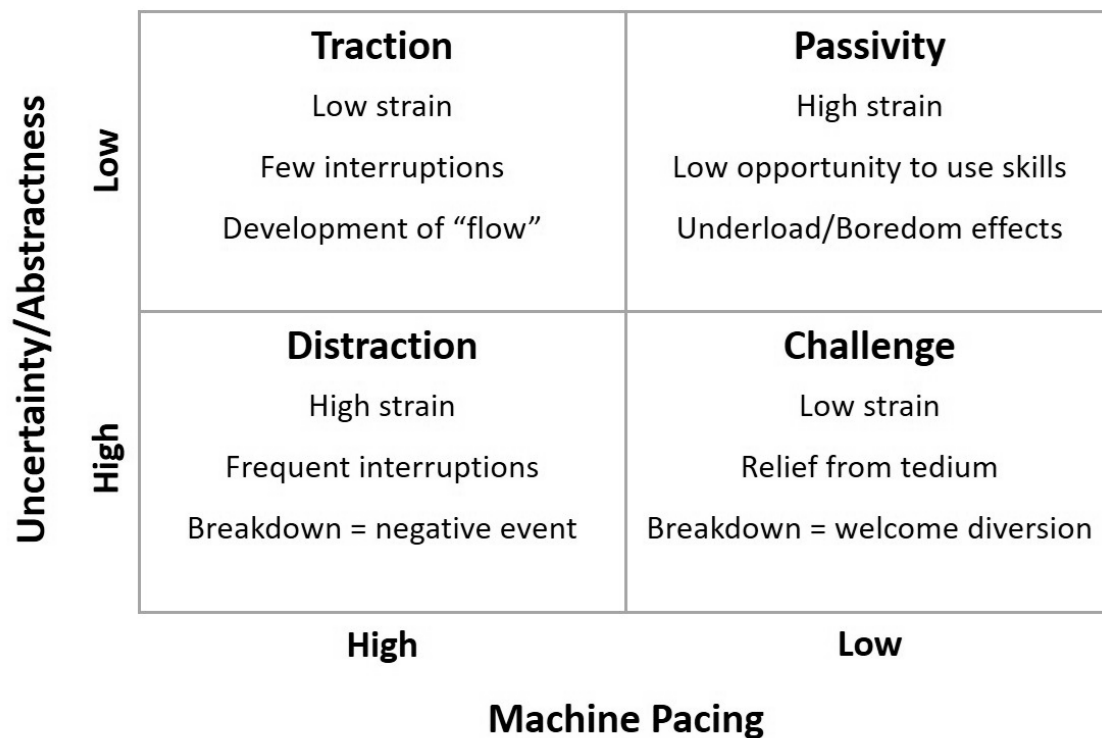 Uncertainty/Abstractness
Low
Traction
Low strain
Few interruptions
Development of “flow”
Passivity
High strain
Low opportunity to use skills
Underload/Boredom effects
High
Distraction
High strain
Frequent interruptions
Breakdown = negative event
Challenge
Low strain
Relief from tedium
Breakdown = welcome diversion
High
Low
Machine Pacing